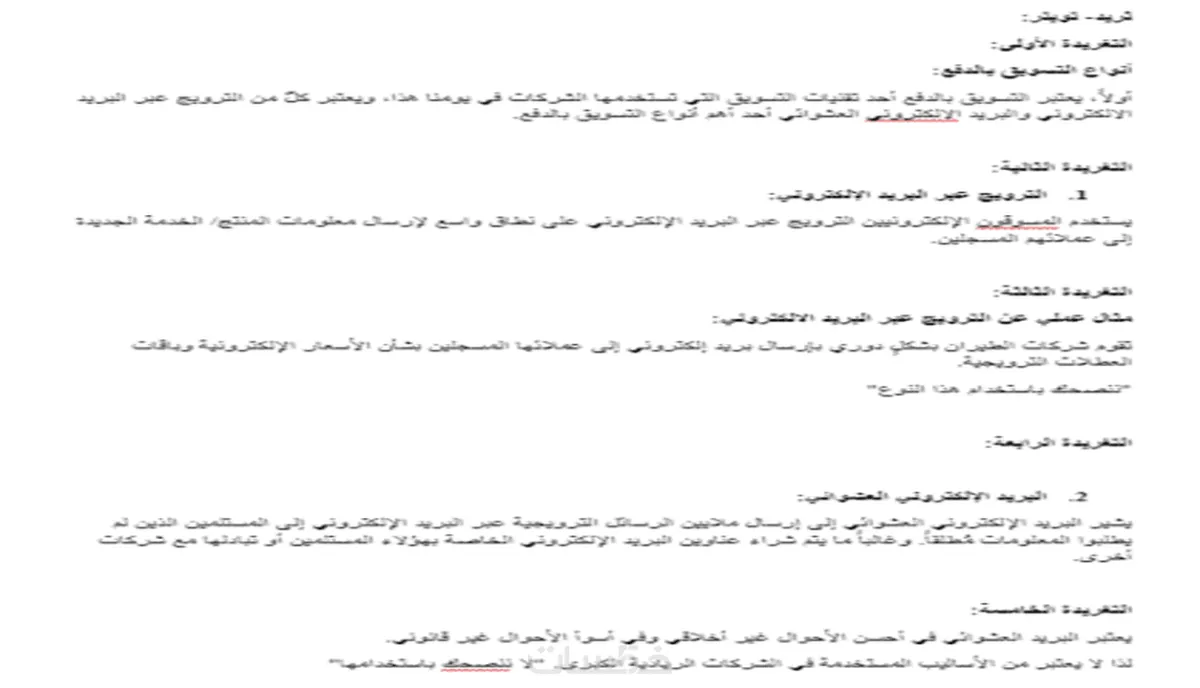 ثريد- تويتر:
التغريدة الأولى:
أنواع التسويق بالدفع:
أولاً، يعتبر التسويق بالدفع أحد تقنيات التسويق التي تستخدمها الشركات في يومنا هذا، ويعتبر كلّ من الترويج عبر البريد
الالكتروني والبريد الإلكتروني العشوائي أحد أهم أنواع التسويق بالدفع.
التغريدة الثانية:
1. الترويج عبر البريد الإلكتروني:
يستخدم المسوقون الإلكترونيين الترويج عبر البريد الإلكتروني على نطاق واسع لإرسال معلومات المنتج/ الخدمة الجديدة
إلى عملائهم المسجلين.
التغريدة الثالثة:
مثال عملي عن الترويج عبر البريد الالكتروني:
تقوم شركات الطيران بشكلٍ دوري بإرسال بريد إلكتروني إلى عملائها المسجلين بشأن الأسعار الإلكترونية وباقات
العطلات الترويجية.
"ننصحك باستخدام هذا النوع"
التغريدة الرابعة:
2. البريد الإلكتروني العشوائي:
يشير البريد الإلكتروني العشوائي إلى إرسال ملايين الرسائل الترويجية عبر البريد الإلكتروني إلى المستلمين الذين لم
يطلبوا المعلومات مُطلقاً. وغالباً ما يتم شراء عناوين البريد الإلكتروني الخاصة بهؤلاء المستلمين أو تبادلها مع شركات
أخرى.
التغريدة الخامسة:
يعتبر البريد العشوائي في أحسن الأحوال غير أخلاقي وفي أسوأ الأحوال غير قانوني.
لذا لا يعتبر من الأساليب المستخدمة في الشركات الريادية الكبرى. "لا ننصحك باستخدامها"